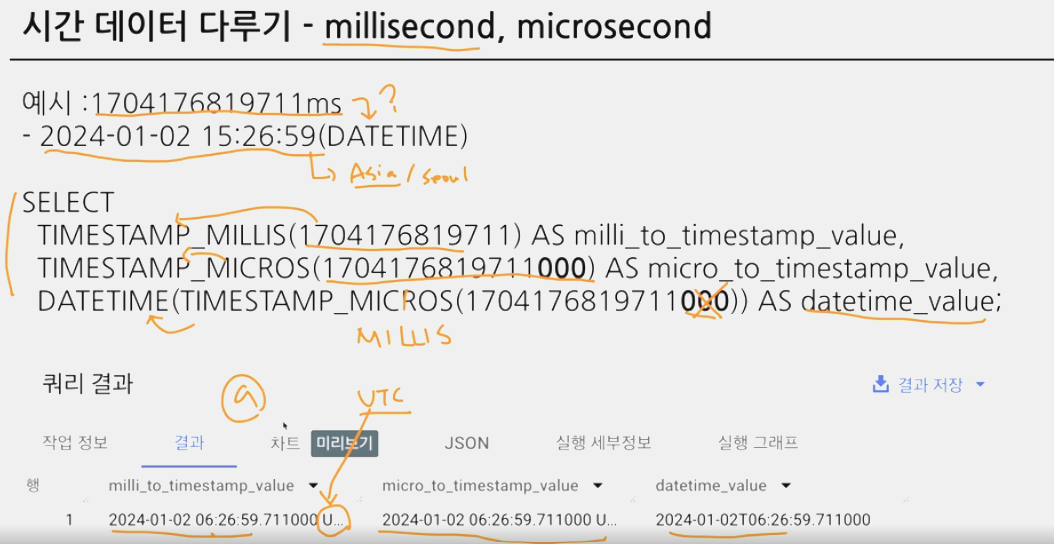 시간 데이터 다루기 - millisecond, microsecond
예시 :1704176819711ms ?
- 2024-01-02 15:26:59(DATETIME)
Asia / Seoul
SELECT
TIMESTAMP_MILLIS(1704176819711) AS milli_to_timestamp_value,
TIMESTAMP_MICROS(1704176819711000) AS micro_to_timestamp_value,
DATETIME(TIMESTAMP_MICROS(1704176819711000)) AS datetime_value;
MILLIS
쿼리 결과 결과 저장
UTC
작업 정보 결과 차트 미리보기 JSON 실행 세부정보 실행 그래프
행 milli_to_timestamp_value micro_to_timestamp_value datetime_value
1 2024-01-02 06:26:59.711000 U... 2024-01-02 06:26:59.711000 U... 2024-01-02T06:26:59.711000